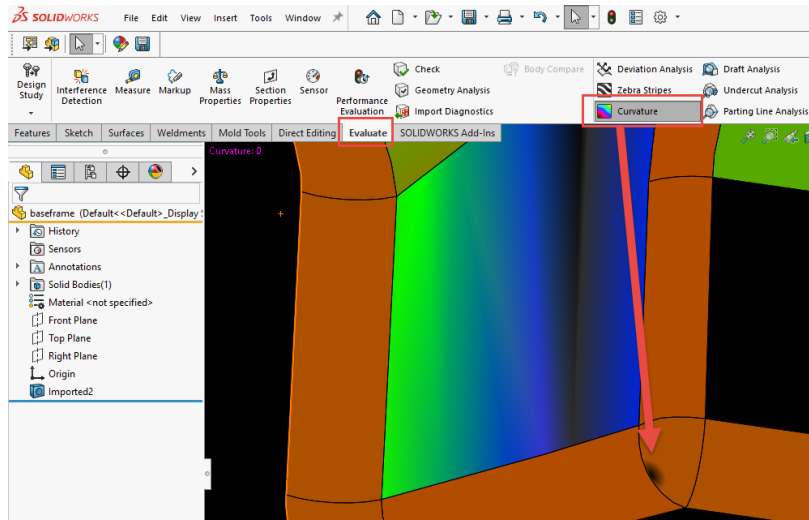 SOLIDWORKS File Edit View Insert Tools Window
Design Study
Interference Detection
Measure
Markup
Mass Properties
Section Properties
Sensor
Performance Evaluation
Check
Geometry Analysis
Import Diagnostics
Body Compare
Deviation Analysis
Zebra Stripes
Curvature
Draft Analysis
Undercut Analysis
Parting Line Analysis
Features Sketch Surfaces Weldments Mold Tools Direct Editing Evaluate SOLIDWORKS Add-Ins
Curvature: 0
baseframe (Default<<Default>_Display
History
Sensors
Annotations
Solid Bodies(1)
Material <not specified>
Front Plane
Top Plane
Right Plane
Origin
Imported2